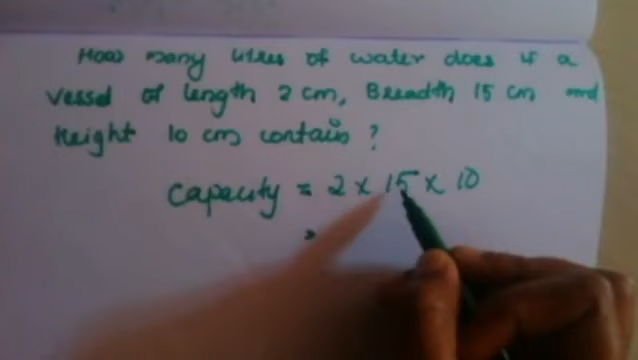 How many litres of water does if a
vessel of length 2 cm, Breadth 15 cm and
Height 10 cm contain?
Capacity = 2 x 15 x 10